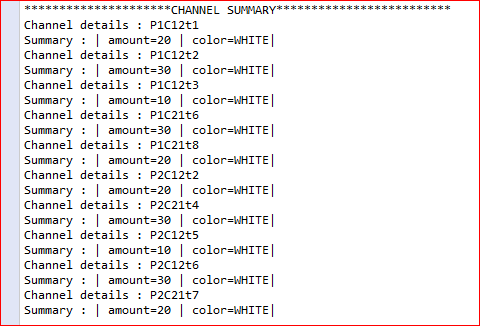 *********************CHANNEL SUMMARY*************************
Channel details : P1C12t1
Summary : | amount=20 | color=WHITE|
Channel details : P1C12t2
Summary : | amount=30 | color=WHITE|
Channel details : P1C12t3
Summary : | amount=10 | color=WHITE|
Channel details : P1C21t6
Summary : | amount=30 | color=WHITE|
Channel details : P1C21t8
Summary : | amount=20 | color=WHITE|
Channel details : P2C12t2
Summary : | amount=20 | color=WHITE|
Channel details : P2C21t4
Summary : | amount=30 | color=WHITE|
Channel details : P2C12t5
Summary : | amount=10 | color=WHITE|
Channel details : P2C12t6
Summary : | amount=30 | color=WHITE|
Channel details : P2C21t7
Summary : | amount=20 | color=WHITE|